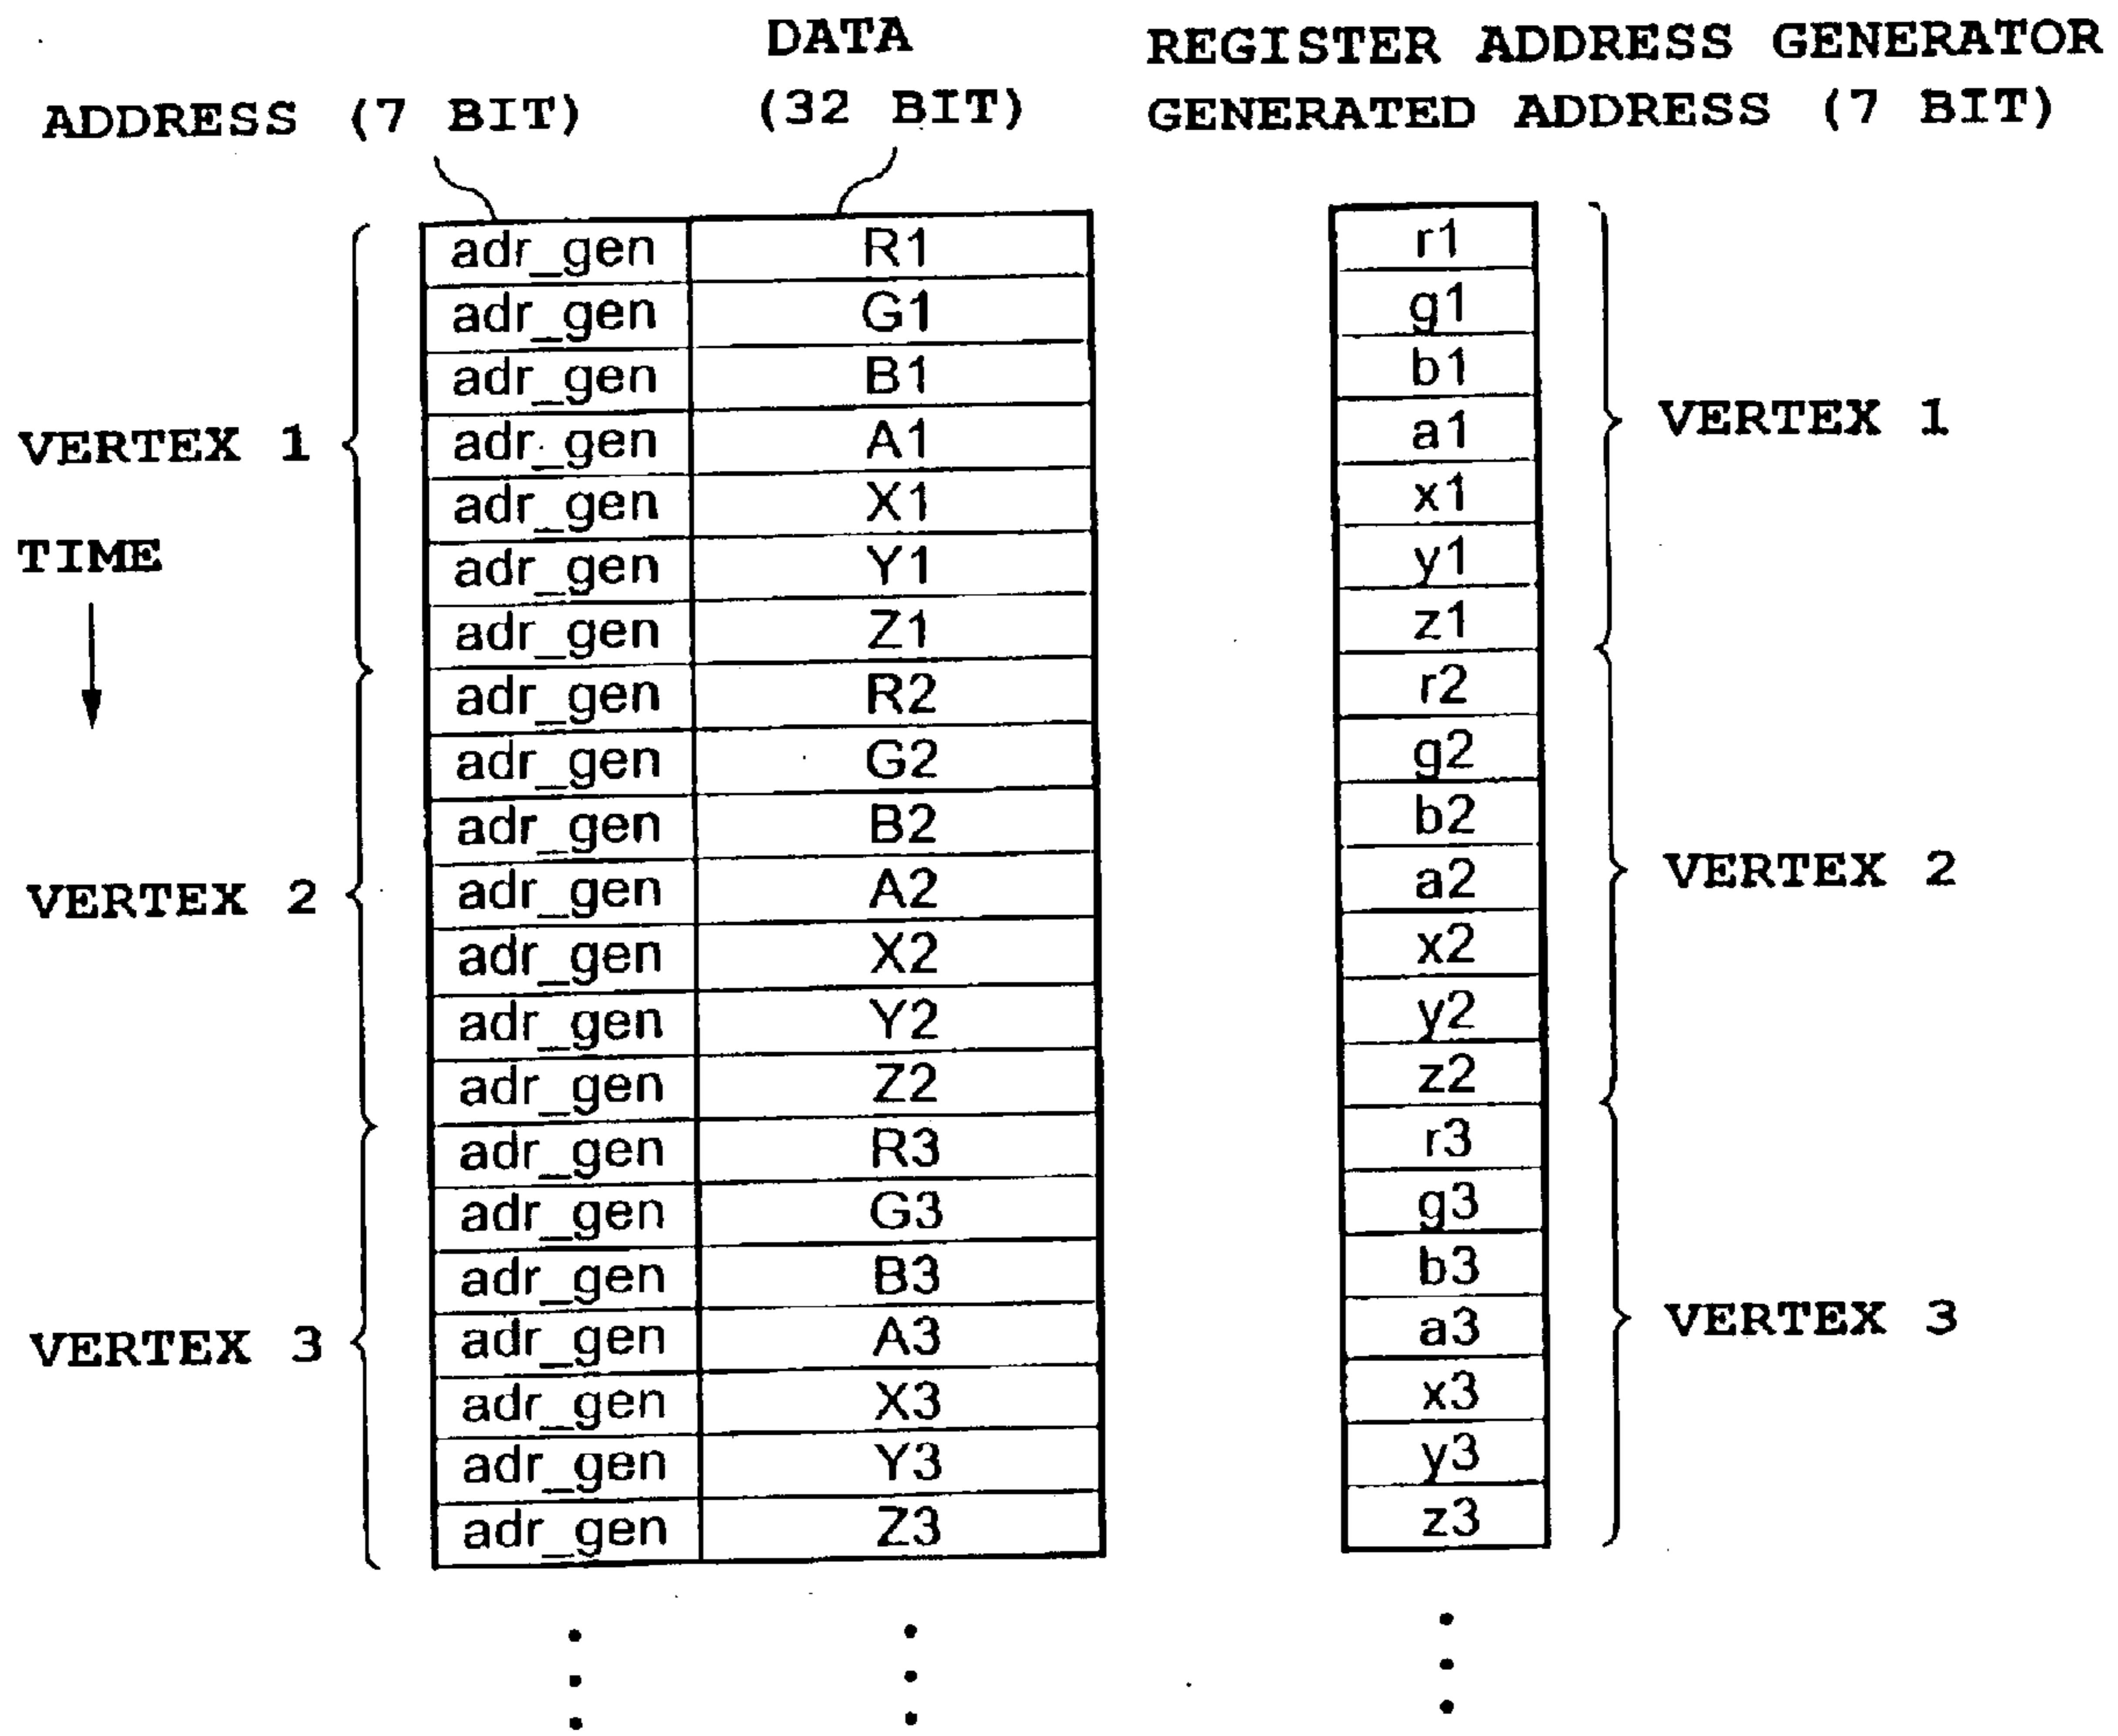 DATA
(32 BIT)
ADDRESS (7 BIT)
REGISTER ADDRESS GENERATOR
GENERATED ADDRESS (7 BIT)
adr_gen R1 r1
adr_gen G1 g1
adr_gen B1 b1
adr_gen A1 a1
VERTEX 1
VERTEX 1
adr_gen X1 x1
TIME
adr_gen Y1 y1
adr_gen Z1 z1
adr_gen R2 r2
adr_gen G2 g2
adr_gen B2 b2
adr_gen A2 a2
VERTEX 2
VERTEX 2
adr_gen X2 x2
adr_gen Y2 y2
adr_gen Z2 z2
adr_gen R3 r3
adr_gen G3 g3
adr_gen B3 b3
adr_gen A3 a3
VERTEX 3
VERTEX 3
adr_gen X3 x3
adr_gen Y3 y3
adr_gen Z3 z3